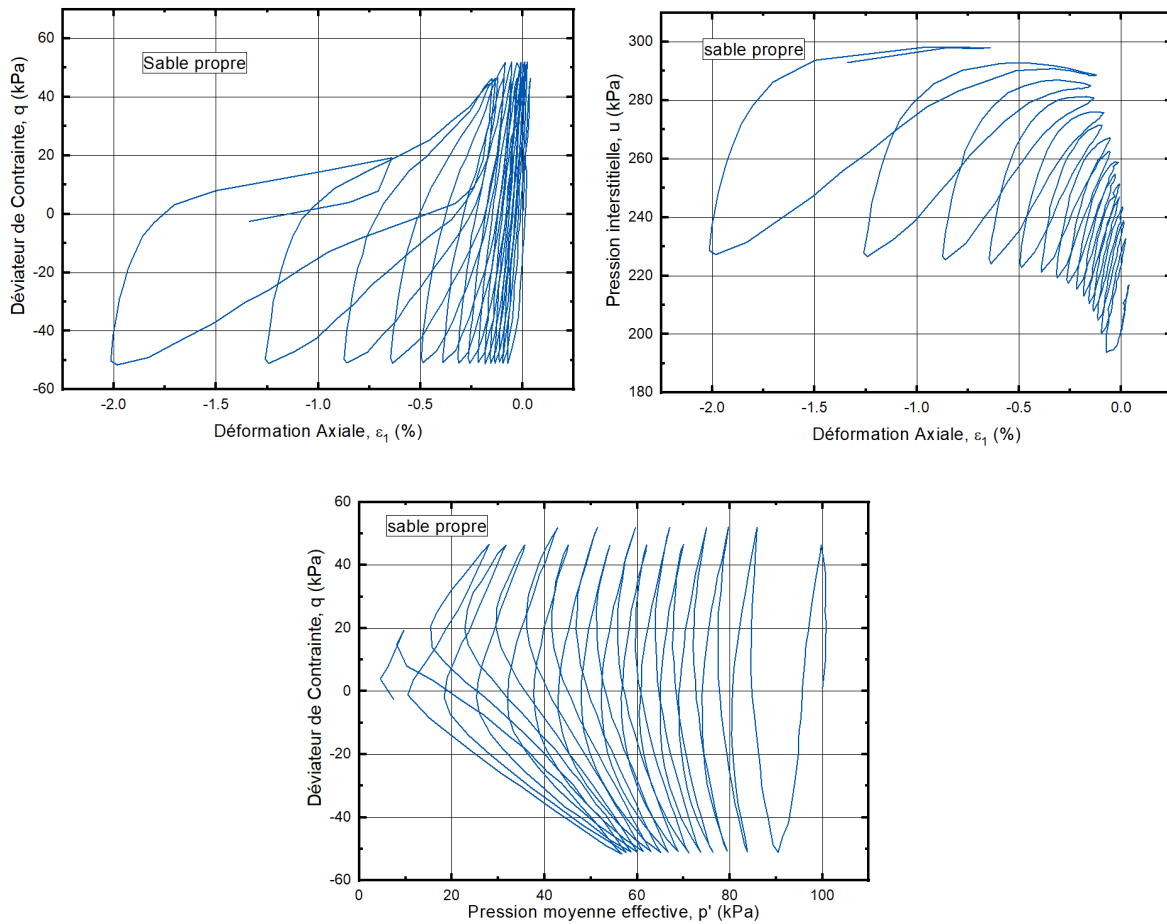 60
40
20
0
-20
-40
-60
Déviateur de Contrainte, q (kPa)
Sable propre
-2.0 -1.5 -1.0 -0.5 0.0
Déformation Axiale, ε1 (%)
300
280
260
240
220
200
180
Pression interstitielle, u (kPa)
sable propre
-2.0 -1.5 -1.0 -0.5 0.0
Déformation Axiale, ε1 (%)
60
40
20
0
-20
-40
-60
Déviateur de Contrainte, q (kPa)
sable propre
0 20 40 60 80 100
Pression moyenne effective, p' (kPa)